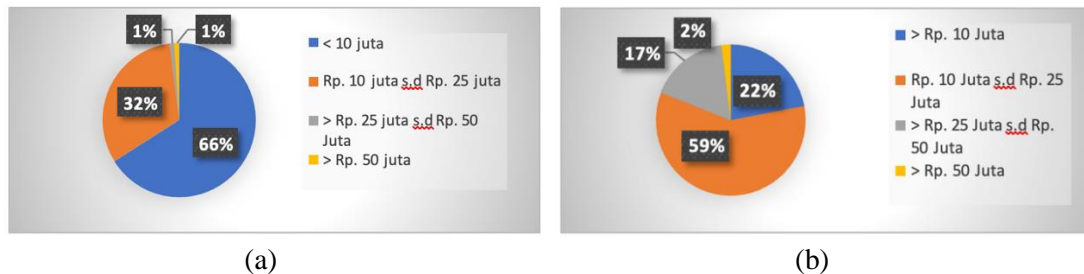 1%
1%
32%
66%
< 10 juta
Rp. 10 juta s.d Rp. 25 juta
> Rp. 25 juta s.d Rp. 50
Juta
> Rp. 50 juta
(a)
2%
17%
22%
59%
> Rp. 10 Juta
Rp. 10 Juta s.d Rp. 25
Juta
> Rp. 25 Juta s.d Rp.
50 Juta
> Rp. 50 Juta
(b)